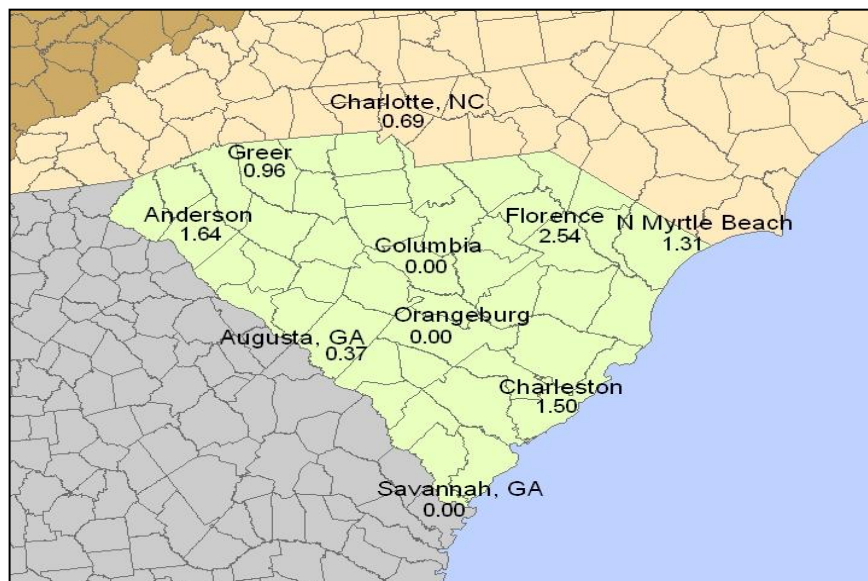 Charlotte, NC
0.69
Greer
0.96
Anderson
1.64
Florence
2.54
N Myrtle Beach
1.31
Columbia
0.00
Orangeburg
0.00
Augusta, GA
0.37
Charleston
1.50
Savannah, GA
0.00